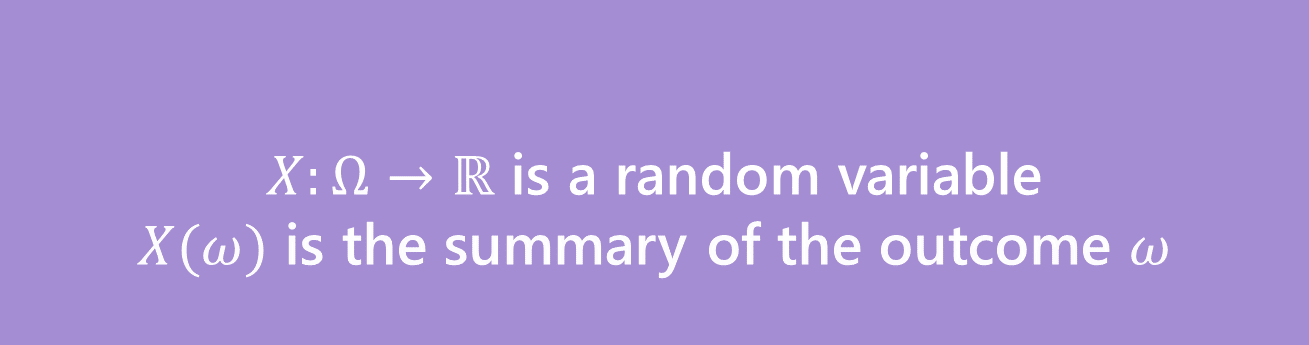 X: Ω → ℝ is a random variable
X(ω) is the summary of the outcome ω